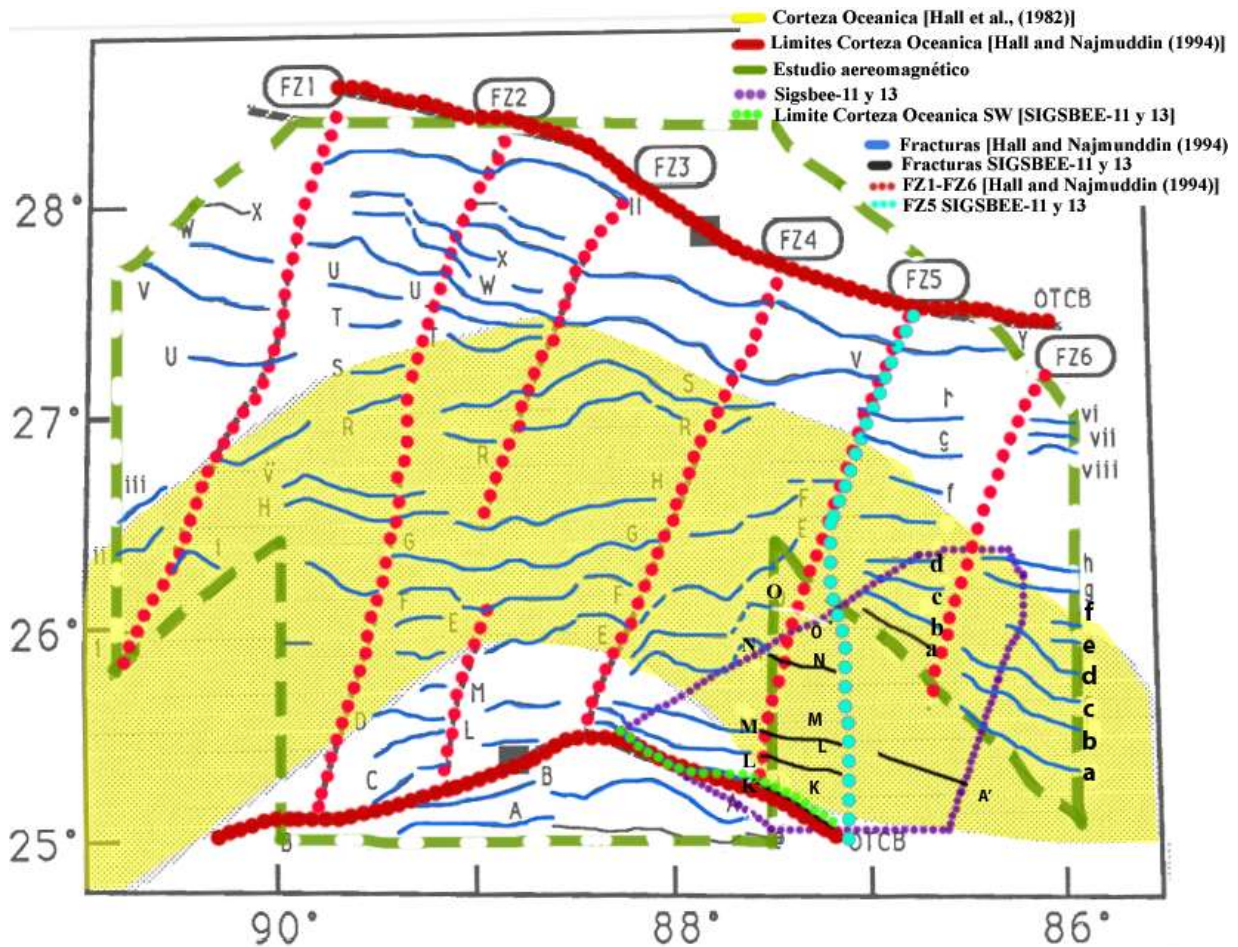 Corteza Oceanica [Hall et al., (1982)]
Limites Corteza Oceanica [Hall and Najmuddin (1994)]
Estudio aereomagnético
Sigsbee-11 y 13
Limite Corteza Oceanica SW [SIGSBEE-11 y 13]
Fracturas [Hall and Najmunddin (1994)
Fracturas SIGSBEE-11 y 13
FZ1-FZ6 [Hall and Najmuddin (1994)]
FZ5 SIGSBEE-11 y 13
FZ1
FZ2
FZ3
FZ4
FZ5
OTCB
FZ6
28°
X
W
V
U
U
U
X
W
T
T
S
S
V
Y
27°
R
R
R
H
H
G
G
F
F
F
E
E
E
iii
ii
i
I
g
f
vi
vii
viii
h
g
f
e
d
c
b
a
d
c
b
a
O
O
26°
N
N
M
M
M
L
L
L
K
K
D
C
B
A
A
A'
B
25°
OTCB
90°
88°
86°